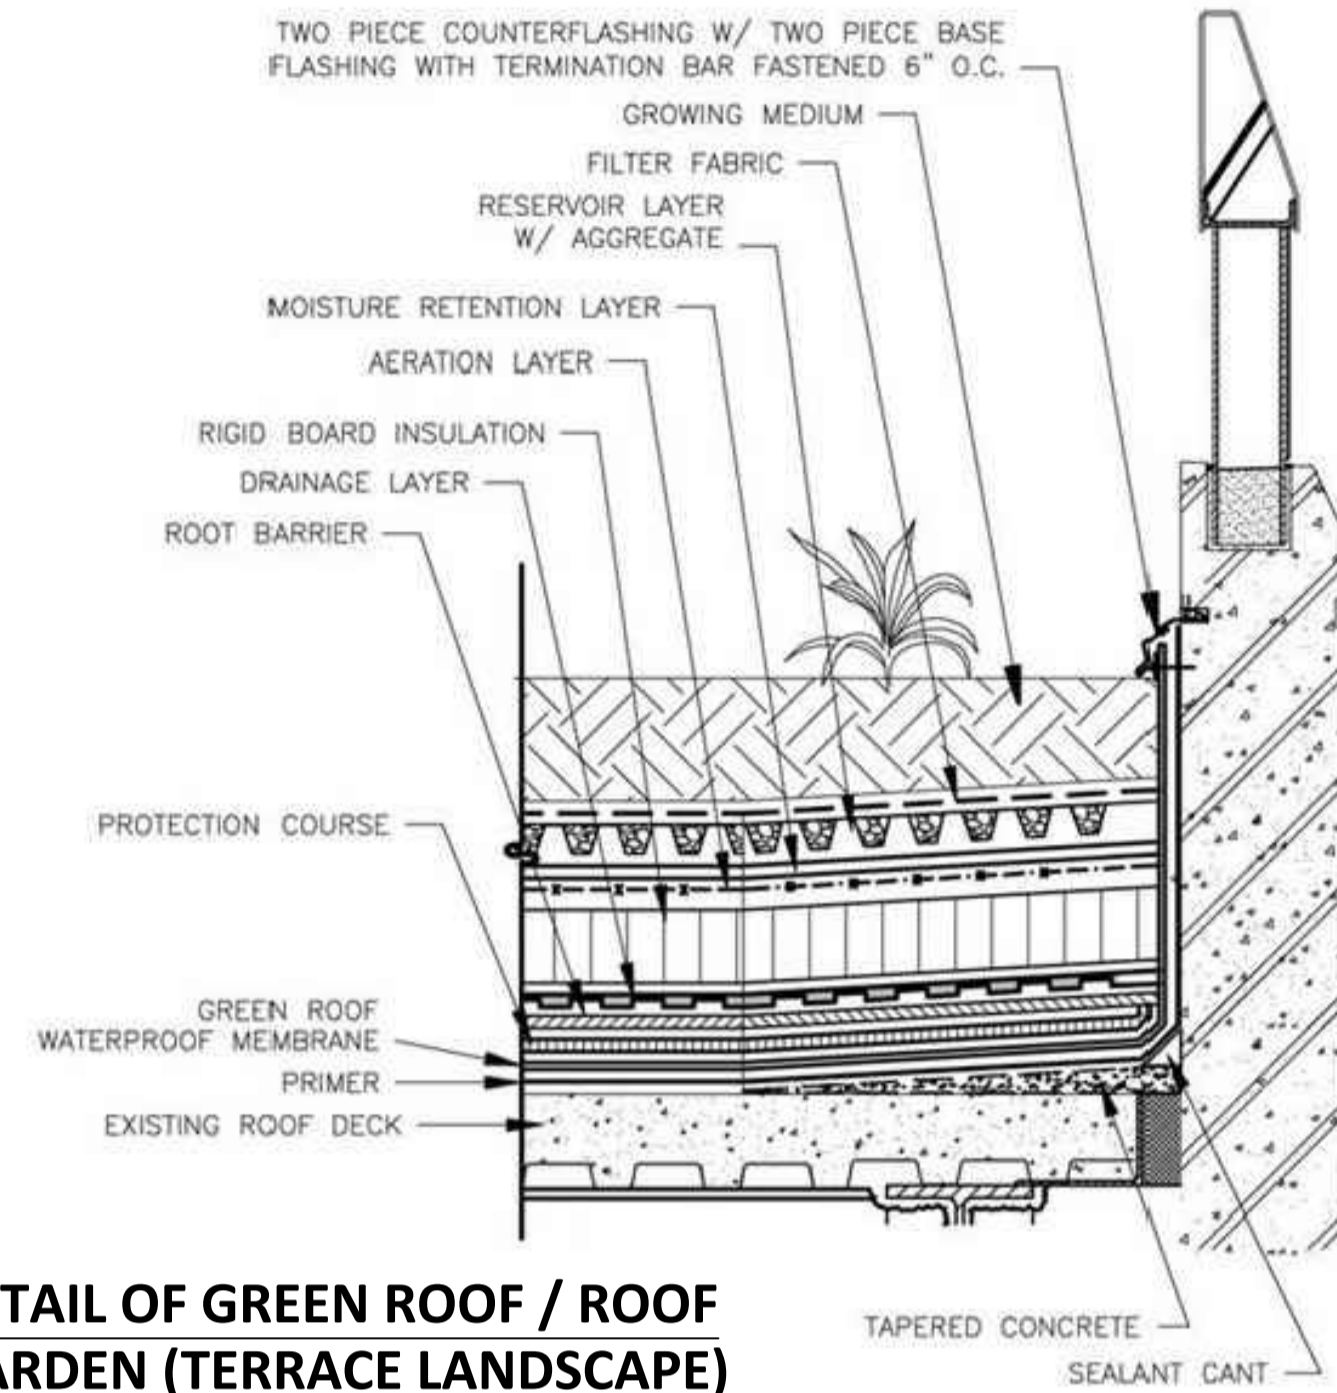 TWO PIECE COUNTERFLASHING W/ TWO PIECE BASE
FLASHING WITH TERMINATION BAR FASTENED 6" O.C.
GROWING MEDIUM
FILTER FABRIC
RESERVOIR LAYER
W/ AGGREGATE
MOISTURE RETENTION LAYER
AERATION LAYER
RIGID BOARD INSULATION
DRAINAGE LAYER
ROOT BARRIER
PROTECTION COURSE
GREEN ROOF
WATERPROOF MEMBRANE
PRIMER
EXISTING ROOF DECK
TAPERED CONCRETE
SEALANT CANT
TAIL OF GREEN ROOF / ROOF
ARDEN (TERRACE LANDSCAPE)